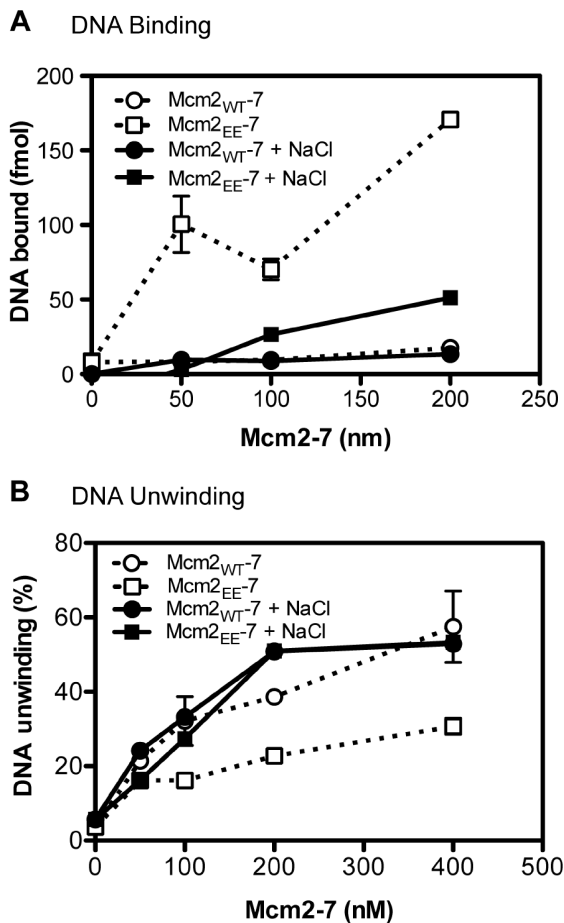 A DNA Binding
DNA bound (fmol)
200
150
100
50
0
Mcm2WT-7
Mcm2EE-7
Mcm2WT-7 + NaCl
Mcm2EE-7 + NaCl
0 50 100 150 200 250
Mcm2-7 (nm)
B DNA Unwinding
DNA unwinding (%)
80
60
40
20
0
Mcm2WT-7
Mcm2EE-7
Mcm2WT-7 + NaCl
Mcm2EE-7 + NaCl
0 100 200 300 400 500
Mcm2-7 (nM)